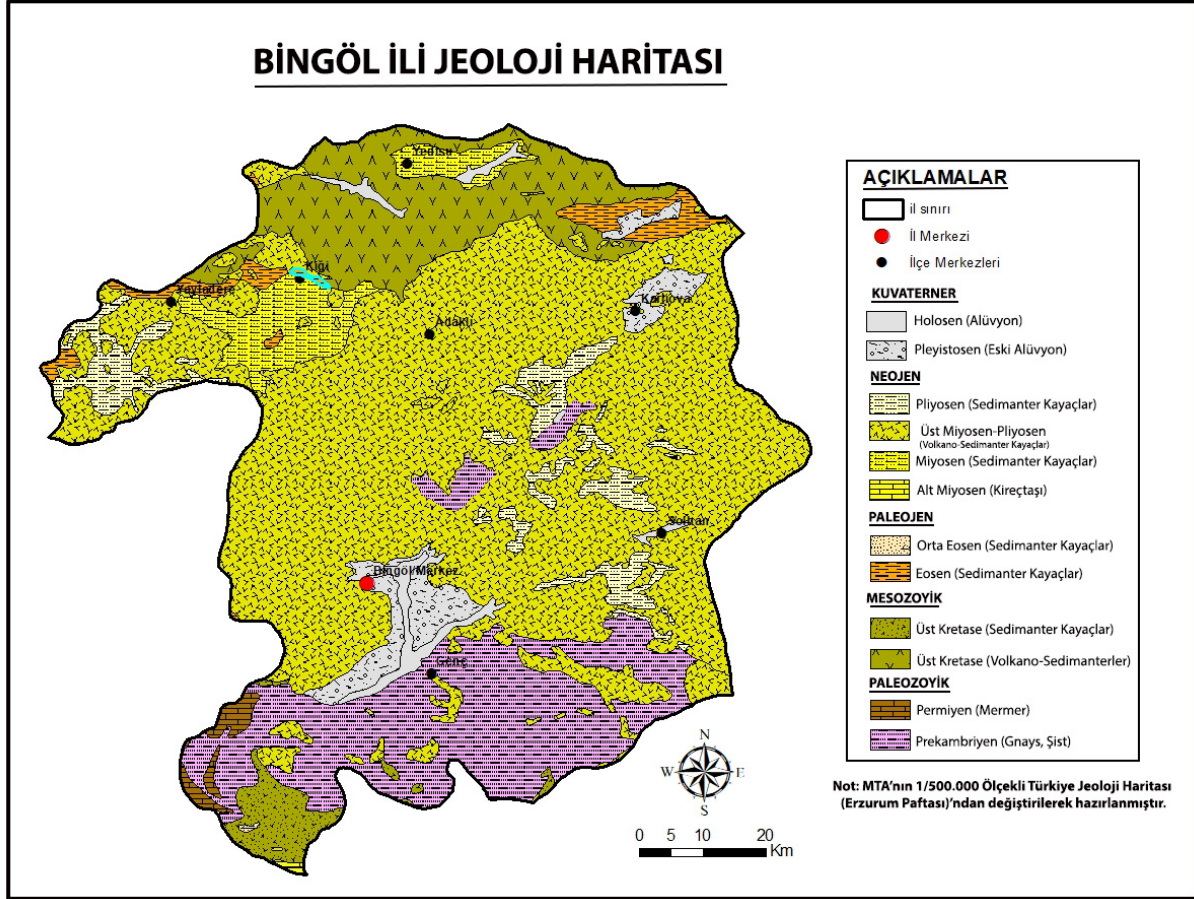 BİNGÖL İLİ JEOLOJİ HARİTASI
Yedisu
Kiği
Yayladere
Karlıova
Adaklı
Solhan
Bingöl Merkez
Genç
N
W E
S
0 5 10 20
Km
AÇIKLAMALAR
il sınırı
İl Merkezi
İlçe Merkezleri
KUVATERNER
Holosen (Alüvyon)
Pleyistosen (Eski Alüvyon)
NEOJEN
Pliyosen (Sedimanter Kayaçlar)
Üst Miyosen-Pliyosen
(Volkano-Sedimanter Kayaçlar)
Miyosen (Sedimanter Kayaçlar)
Alt Miyosen (Kireçtaşı)
PALEOJEN
Orta Eosen (Sedimanter Kayaçlar)
Eosen (Sedimanter Kayaçlar)
MESOZOYİK
Üst Kretase (Sedimanter Kayaçlar)
Üst Kretase (Volkano-Sedimanterler)
PALEOZOYİK
Permiyen (Mermer)
Prekambriyen (Gnays, Şist)
Not: MTA'nın 1/500.000 Ölçekli Türkiye Jeoloji Haritası
(Erzurum Paftası)'ndan değiştirilerek hazırlanmıştır.